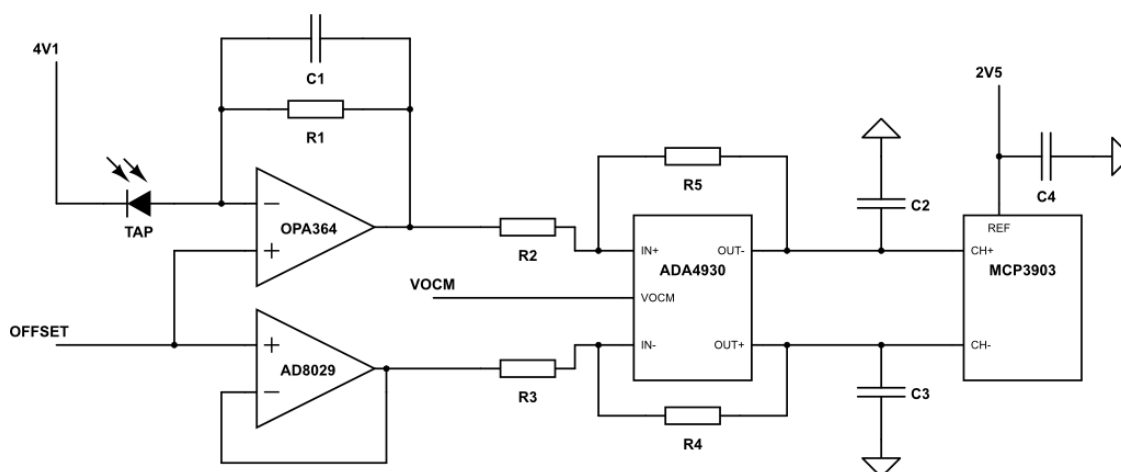 4V1
C1
R1
TAP
OPA364
OFFSET
AD8029
R2
VOCM
R3
R5
IN+ OUT-
ADA4930
VOCM
IN- OUT+
R4
C2
C3
2V5
C4
REF
CH+
MCP3903
CH-